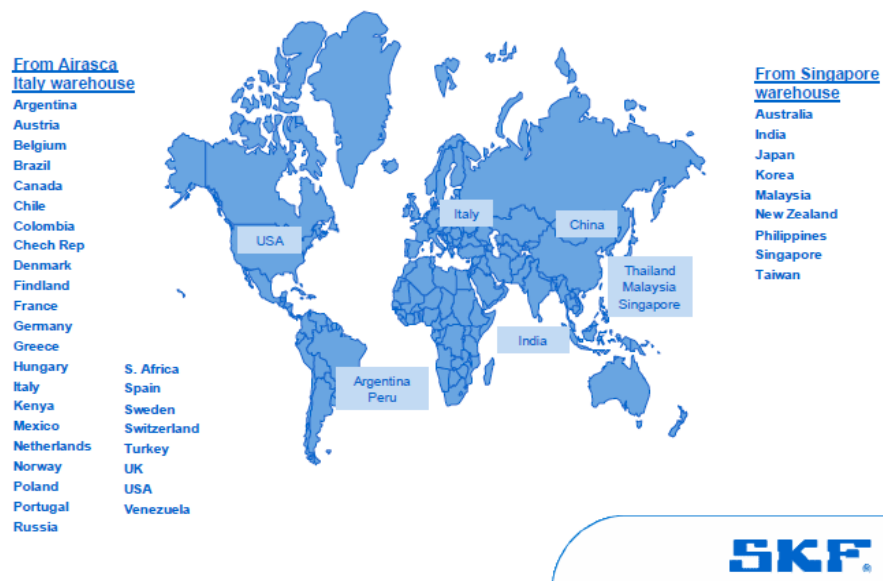 From Airasca
Italy warehouse
Argentina
Austria
Belgium
Brazil
Canada
Chile
Colombia
Chech Rep
Denmark
Findland
France
Germany
Greece
Hungary
Italy
Kenya
Mexico
Netherlands
Norway
Poland
Portugal
Russia
S. Africa
Spain
Sweden
Switzerland
Turkey
UK
USA
Venezuela
USA
Italy
China
Thailand
Malaysia
Singapore
India
Argentina
Peru
From Singapore
warehouse
Australia
India
Japan
Korea
Malaysia
New Zealand
Philippines
Singapore
Taiwan
SKF®